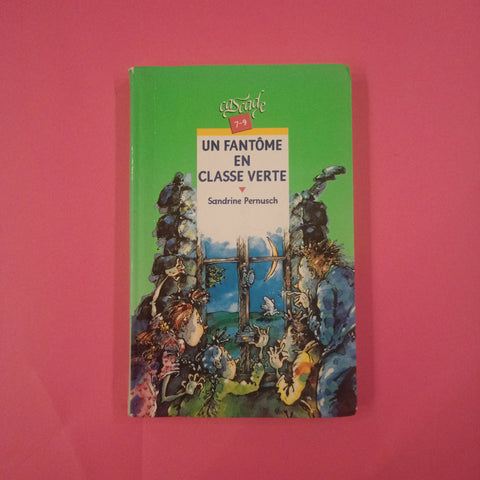 cascade
7-9
UN FANTÔME
EN
CLASSE VERTE
Sandrine Pernusch